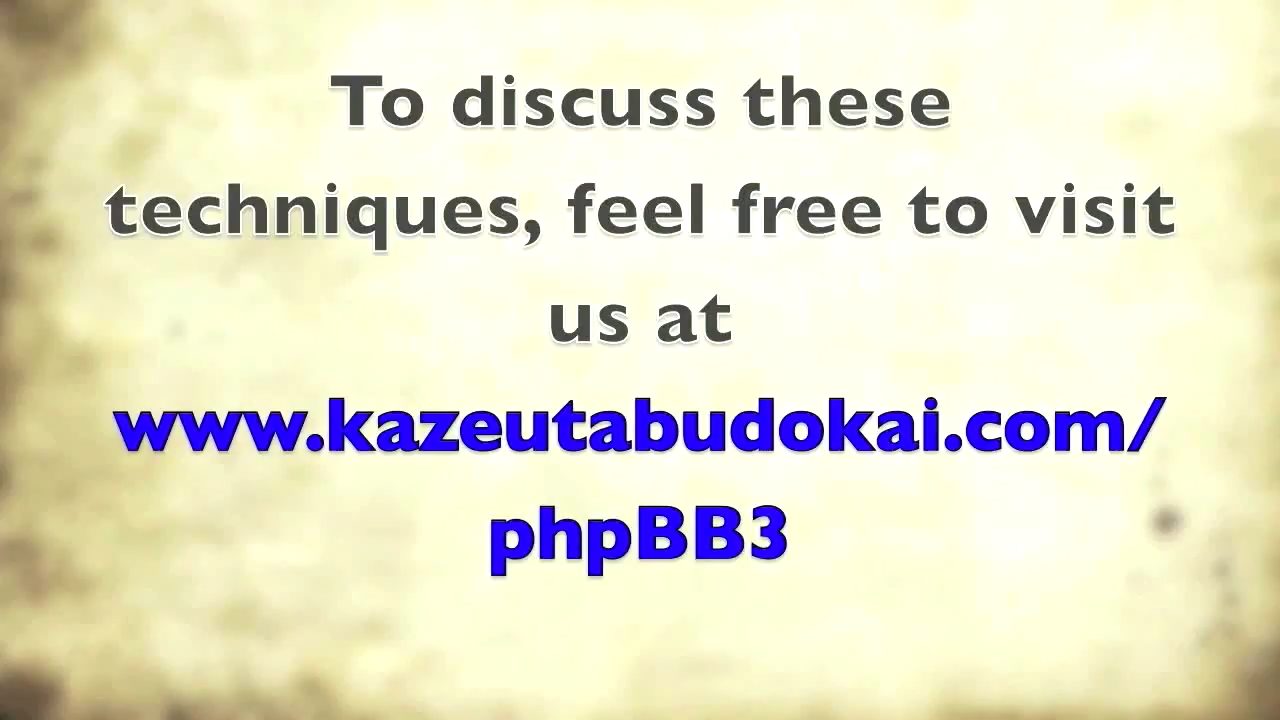 To discuss these
techniques, feel free to visit
us at
www.kazeutabudokai.com/
phpBB3